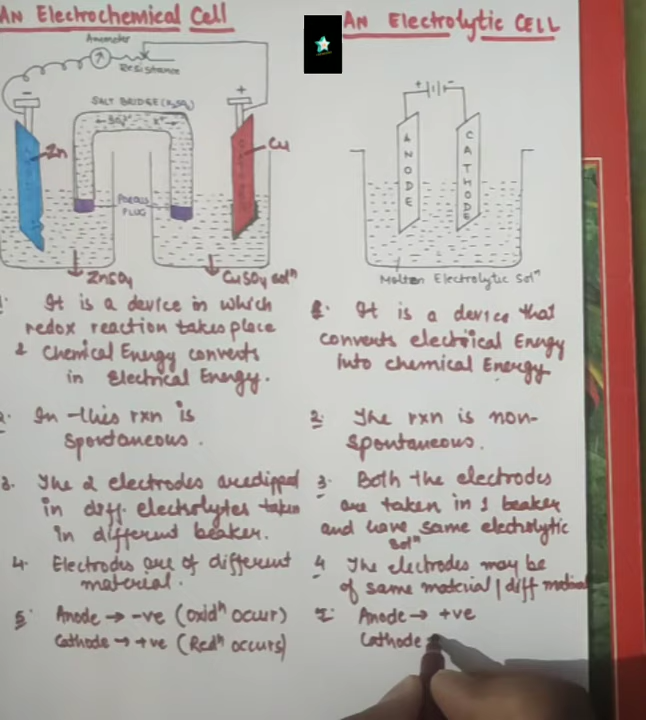 AN Electrochemical Cell
Ammeter
Resistance
SALT BRIDGE (K₂SO₄)
Zn
Cu
POROUS
PLUG
ZnSO₄
CuSO₄ solⁿ
1. It is a device in which
redox reaction takes place
& Chemical Energy converts
in Electrical Energy.
2. In this rxn is
spontaneous.
3. The 2 electrodes are dipped
in diff. electrolytes taken
in different beaker.
4. Electrodes are of different
material.
5. Anode → -ve (oxidⁿ occur)
Cathode → +ve (Redⁿ occurs)
AN Electrolytic CELL
+ -
ANODE
CATHODE
Molten Electrolytic Solⁿ
1. It is a device that
converts electrical Energy
into chemical Energy
2. The rxn is non-
spontaneous.
3. Both the electrodes
are taken in 1 beaker
and have same electrolytic
solⁿ
4 The electrodes may be
of same material / diff material
5. Anode → +ve
Cathode